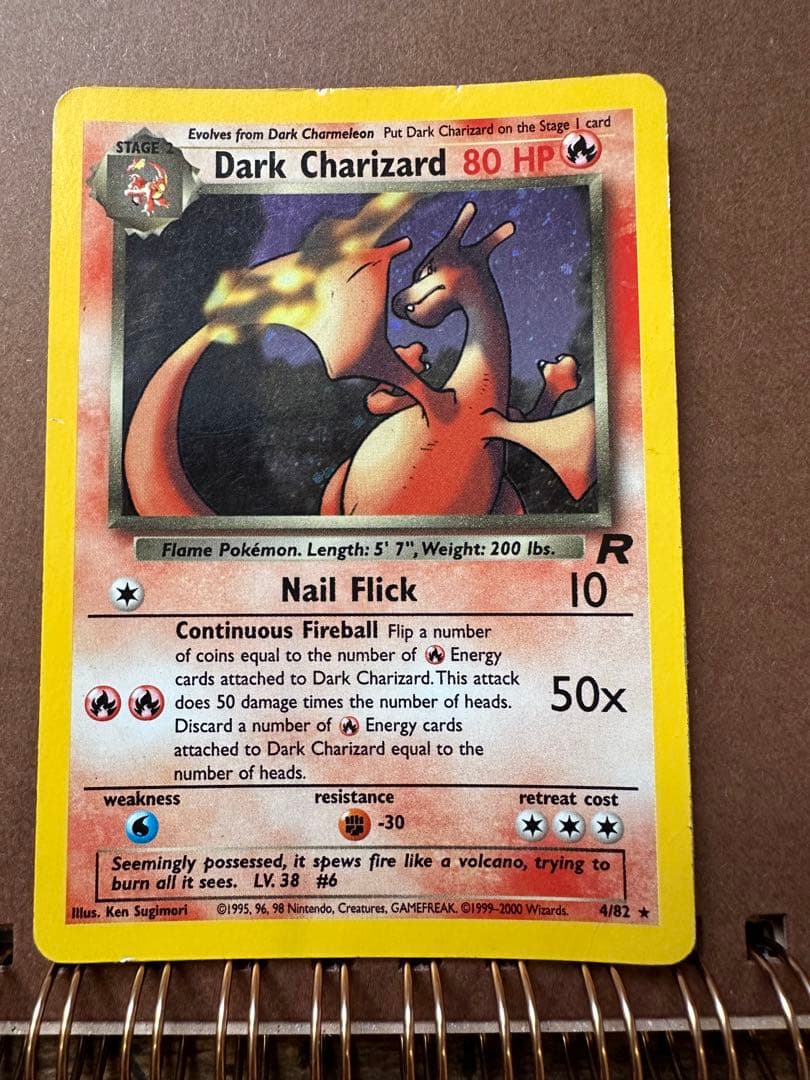 Evolves from Dark Charmeleon Put Dark Charizard on the Stage 1 card
STAGE 2
Dark Charizard 80 HP
Flame Pokémon. Length: 5' 7", Weight: 200 lbs.
R
Nail Flick 10
Continuous Fireball Flip a number
of coins equal to the number of Energy
cards attached to Dark Charizard. This attack
does 50 damage times the number of heads.
Discard a number of Energy cards
attached to Dark Charizard equal to the
number of heads.
50x
weakness resistance retreat cost
-30
Seemingly possessed, it spews fire like a volcano, trying to
burn all it sees. LV. 38 #6
Illus. Ken Sugimori ©1995, 96, 98 Nintendo, Creatures, GAMEFREAK. ©1999-2000 Wizards. 4/82 ★